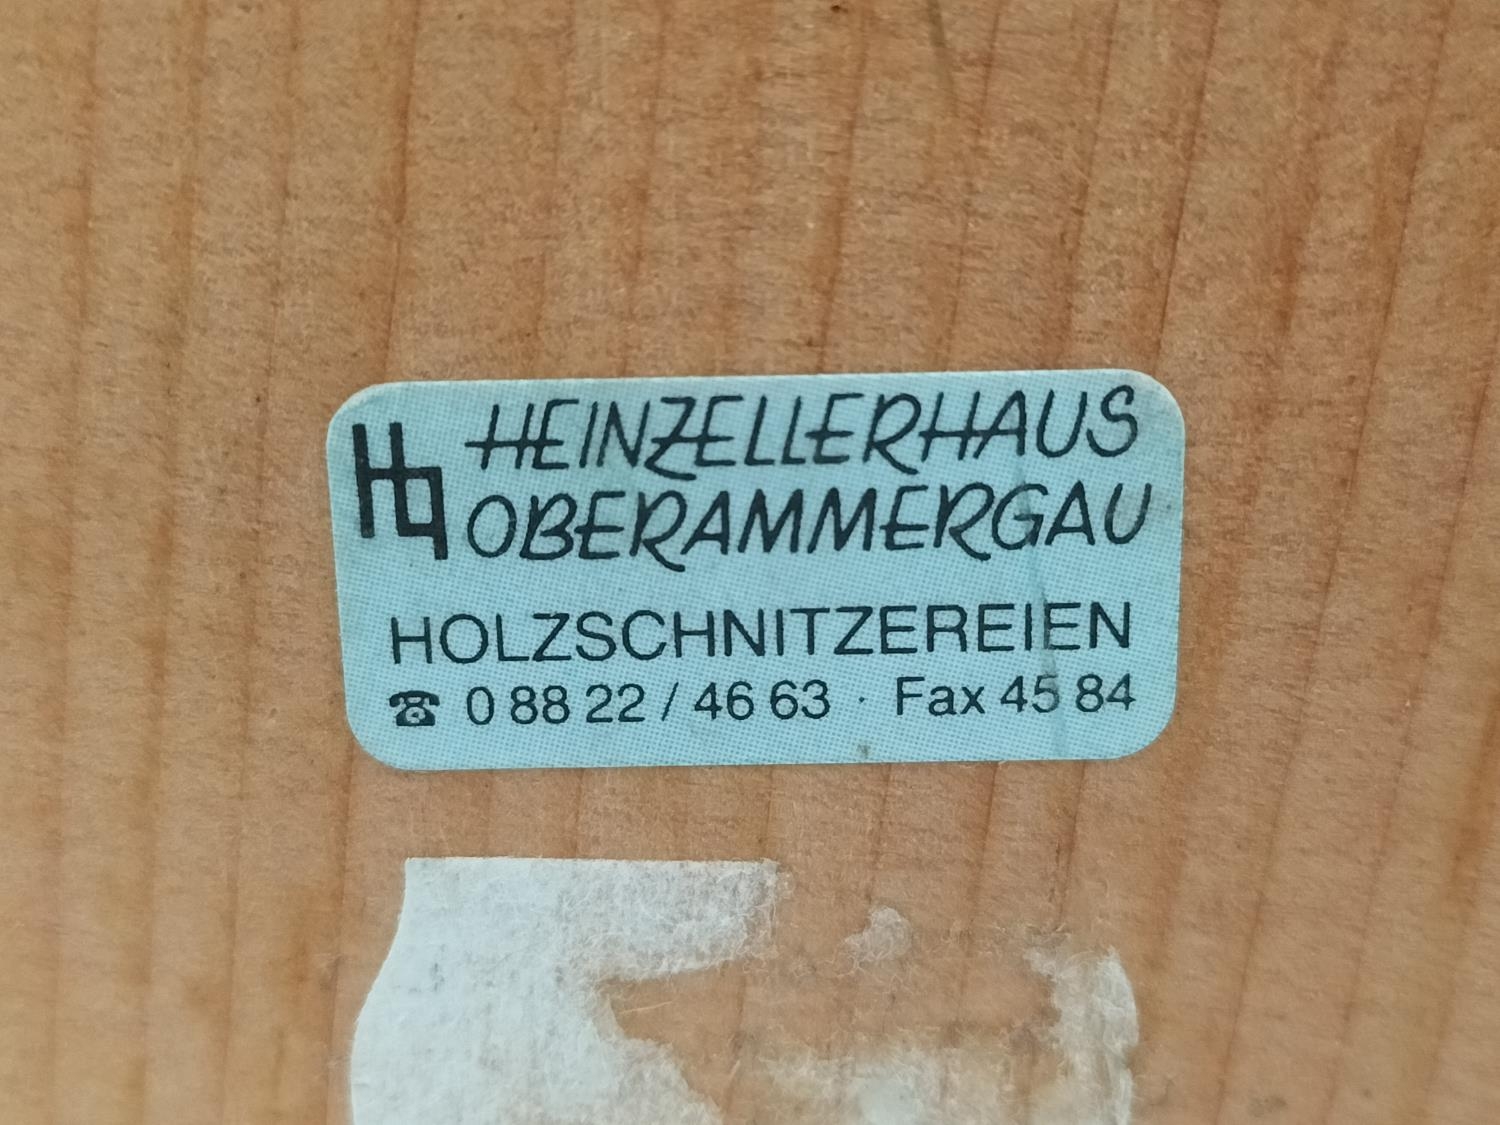 HEINZELLERHAUS
OBERAMMERGAU
HOLZSCHNITZEREIEN
☎ 0 88 22 / 46 63 · Fax 45 84